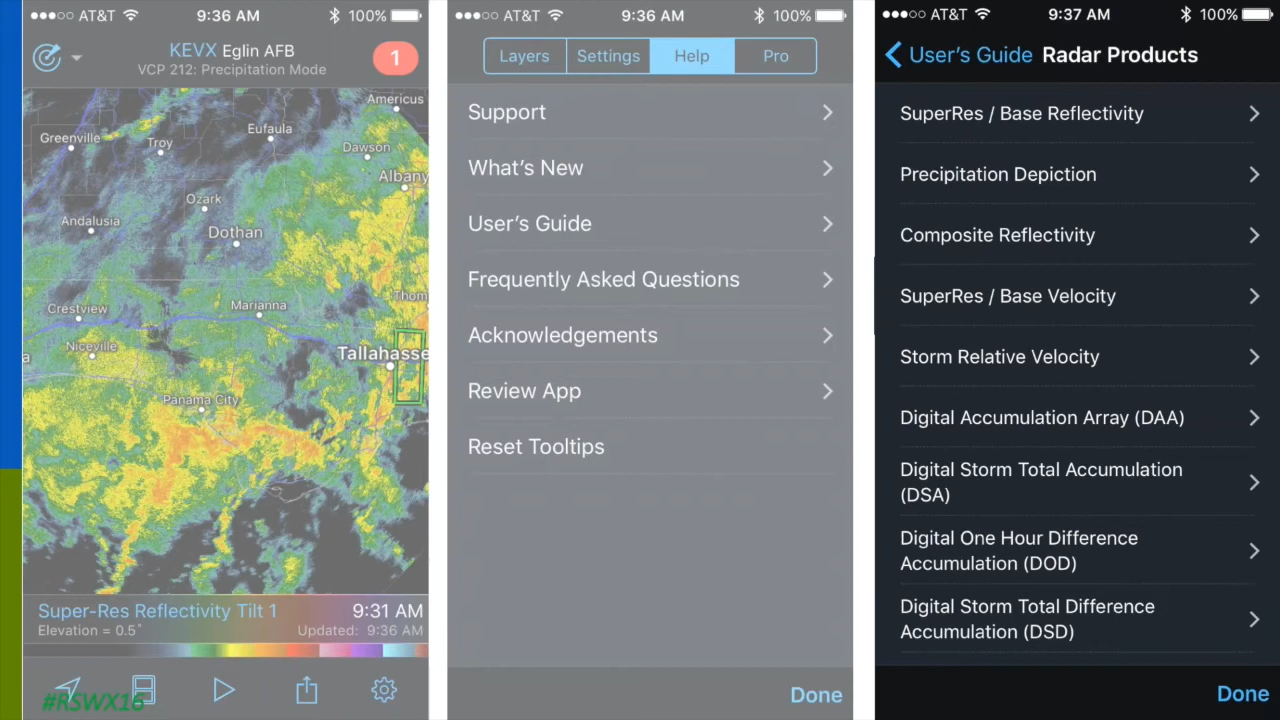 AT&T 9:36 AM 100%
KEVX Eglin AFB
VCP 212: Precipitation Mode
1
Americus
Greenville
Troy
Eufaula
Dawson
Albany
Ozark
Andalusia
Dothan
Thom
Crestview
Marianna
Niceville
a
Tallahasse
Panama City
Super-Res Reflectivity Tilt 1 9:31 AM
Elevation = 0.5° Updated: 9:36 AM
#RSWX16
AT&T 9:36 AM 100%
Layers Settings Help Pro
Support
What's New
User's Guide
Frequently Asked Questions
Acknowledgements
Review App
Reset Tooltips
Done
AT&T 9:37 AM 100%
User's Guide Radar Products
SuperRes / Base Reflectivity
Precipitation Depiction
Composite Reflectivity
SuperRes / Base Velocity
Storm Relative Velocity
Digital Accumulation Array (DAA)
Digital Storm Total Accumulation
(DSA)
Digital One Hour Difference
Accumulation (DOD)
Digital Storm Total Difference
Accumulation (DSD)
Done